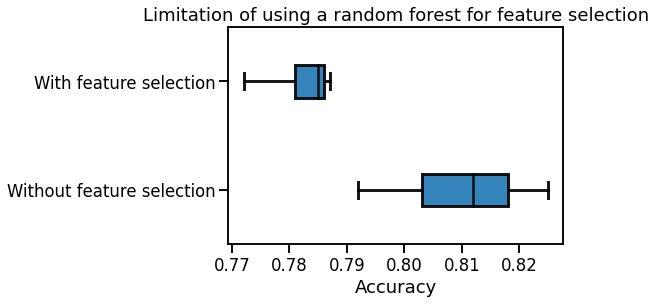 Limitation of using a random forest for feature selection
With feature selection
Without feature selection
0.77 0.78 0.79 0.80 0.81 0.82
Accuracy